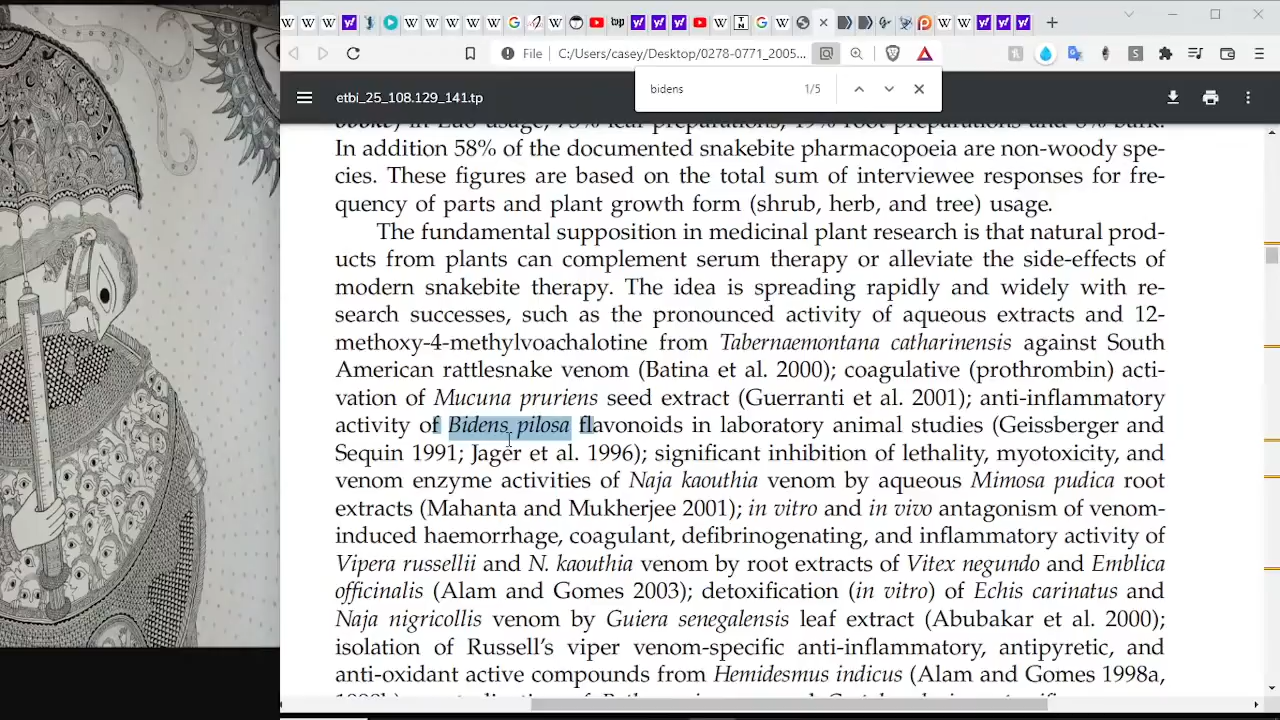 File
C:/Users/casey/Desktop/0278-0771_2005...
bidens
1/5
etbi_25_108.129_141.tp
In addition 58% of the documented snakebite pharmacopoeia are non-woody spe-
cies. These figures are based on the total sum of interviewee responses for fre-
quency of parts and plant growth form (shrub, herb, and tree) usage.
The fundamental supposition in medicinal plant research is that natural prod-
ucts from plants can complement serum therapy or alleviate the side-effects of
modern snakebite therapy. The idea is spreading rapidly and widely with re-
search successes, such as the pronounced activity of aqueous extracts and 12-
methoxy-4-methylvoachalotine from Tabernaemontana catharinensis against South
American rattlesnake venom (Batina et al. 2000); coagulative (prothrombin) acti-
vation of Mucuna pruriens seed extract (Guerranti et al. 2001); anti-inflammatory
activity of Bidens pilosa flavonoids in laboratory animal studies (Geissberger and
Sequin 1991; Jager et al. 1996); significant inhibition of lethality, myotoxicity, and
venom enzyme activities of Naja kaouthia venom by aqueous Mimosa pudica root
extracts (Mahanta and Mukherjee 2001); in vitro and in vivo antagonism of venom-
induced haemorrhage, coagulant, defibrinogenating, and inflammatory activity of
Vipera russellii and N. kaouthia venom by root extracts of Vitex negundo and Emblica
officinalis (Alam and Gomes 2003); detoxification (in vitro) of Echis carinatus and
Naja nigricollis venom by Guiera senegalensis leaf extract (Abubakar et al. 2000);
isolation of Russell's viper venom-specific anti-inflammatory, antipyretic, and
anti-oxidant active compounds from Hemidesmus indicus (Alam and Gomes 1998a,